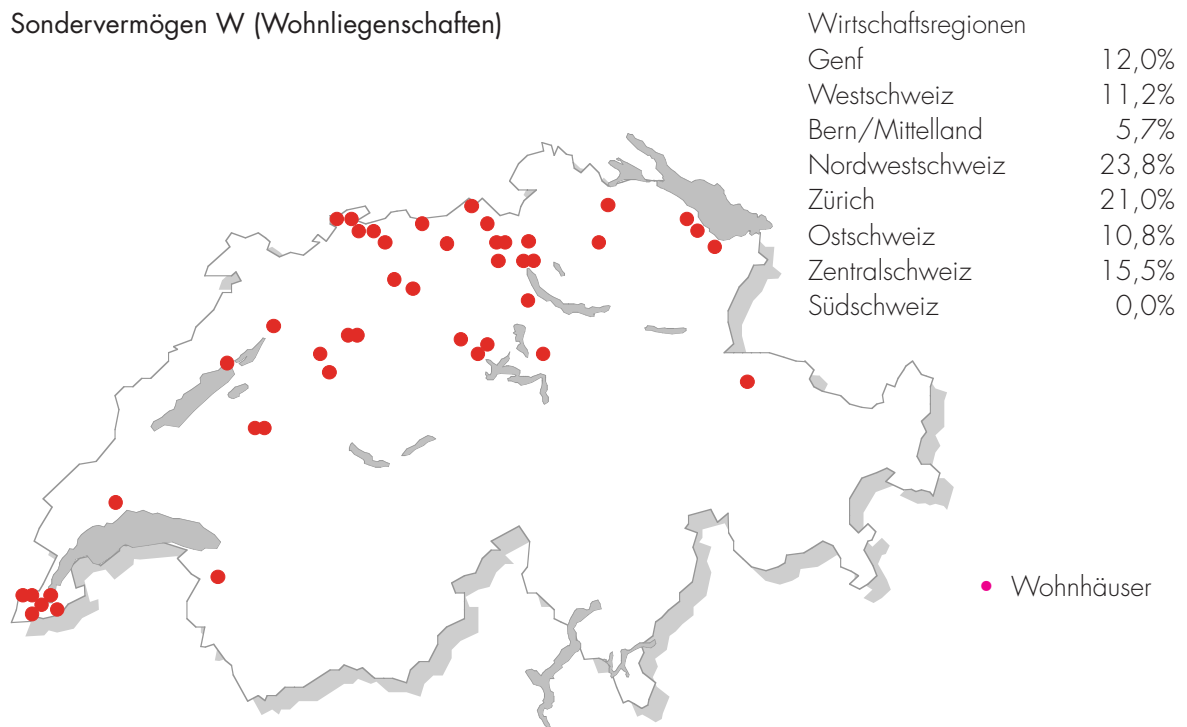 Sondervermögen W (Wohnliegenschaften)
Wirtschaftsregionen
Genf 12,0%
Westschweiz 11,2%
Bern/Mittelland 5,7%
Nordwestschweiz 23,8%
Zürich 21,0%
Ostschweiz 10,8%
Zentralschweiz 15,5%
Südschweiz 0,0%
Wohnhäuser